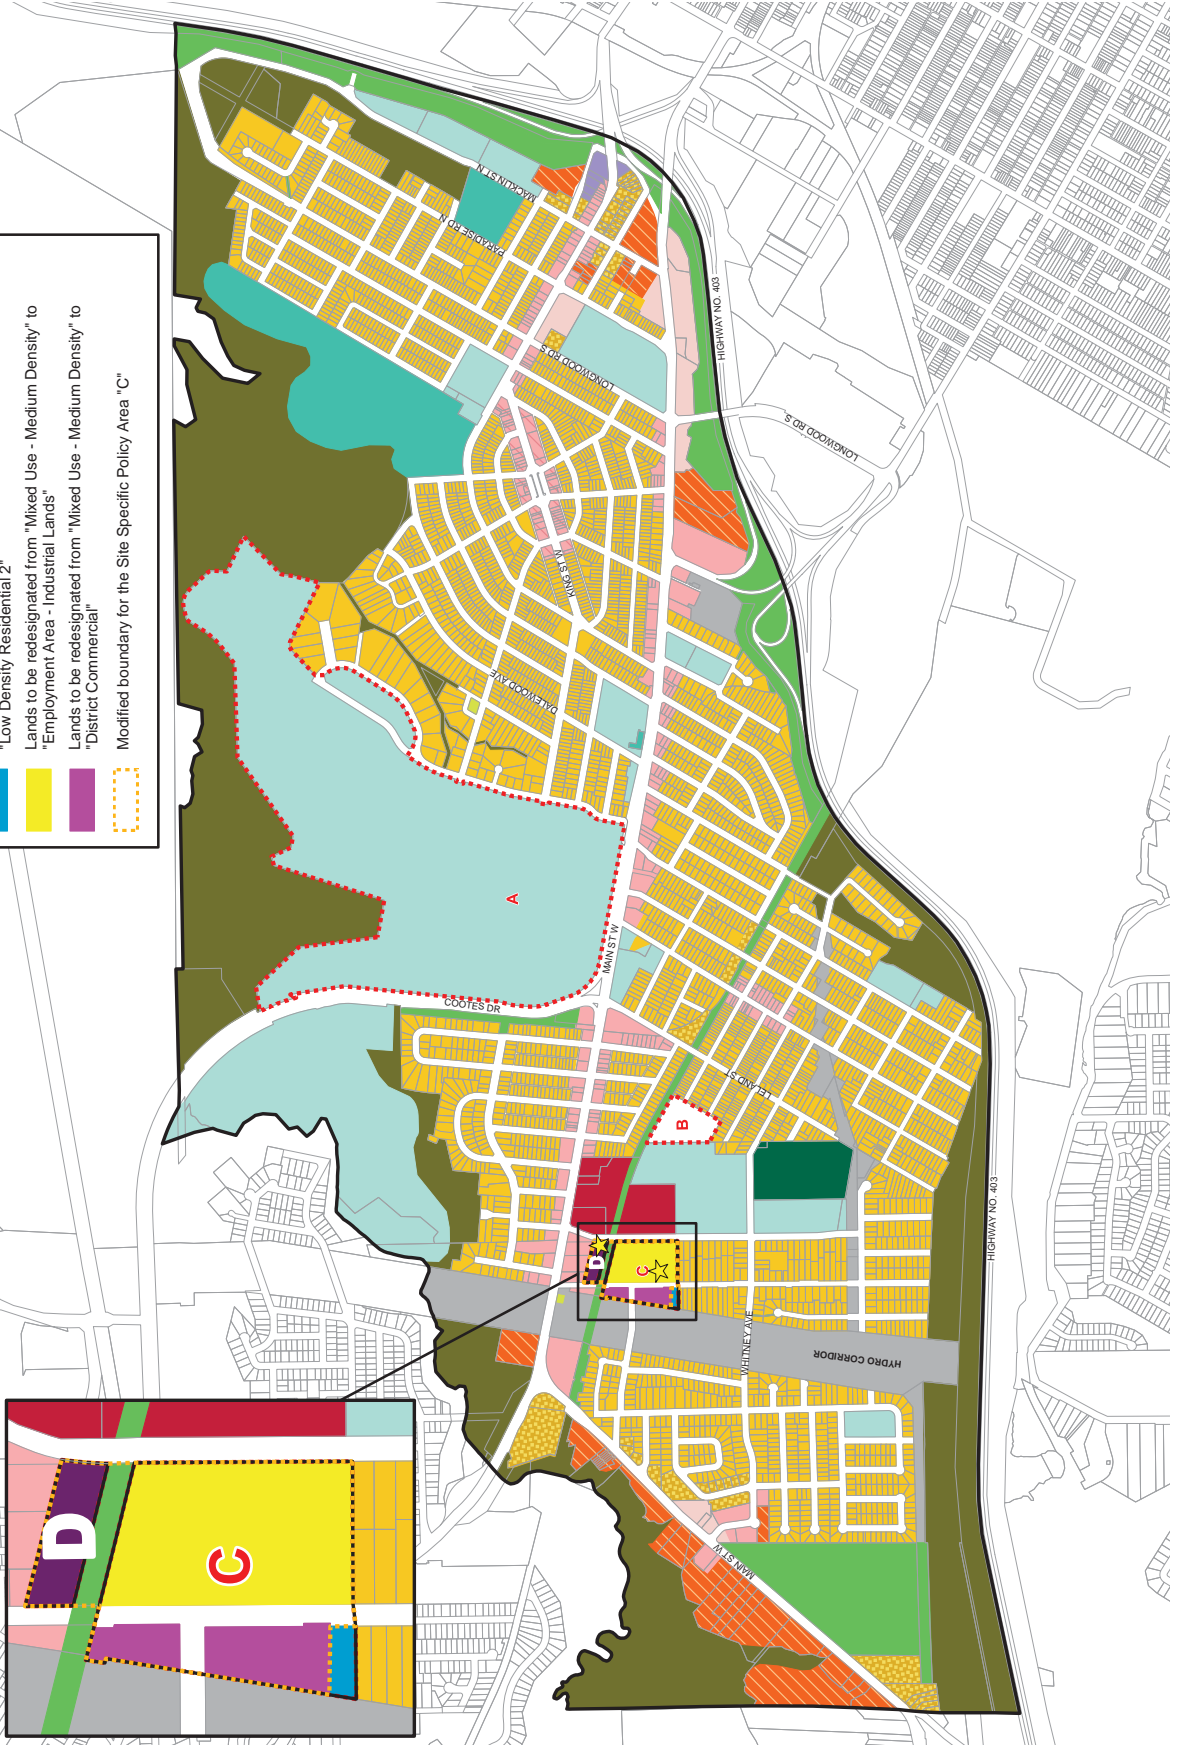 "Low Density Residential 2"
Lands to be redesignated from "Mixed Use - Medium Density" to
"Employment Area - Industrial Lands"
Lands to be redesignated from "Mixed Use - Medium Density" to
"District Commercial"
Modified boundary for the Site Specific Policy Area "C"
MACKLIN ST N
PARADISE RD N
LONGWOOD RD S
HIGHWAY NO. 403
LONGWOOD RD S
KING ST W
DALEWOOD AVE
A
MAIN ST W
COOTES DR
LELAND ST
B
D
C
WHITNEY AVE
HYDRO CORRIDOR
HIGHWAY NO. 403
MAIN ST W
D
C